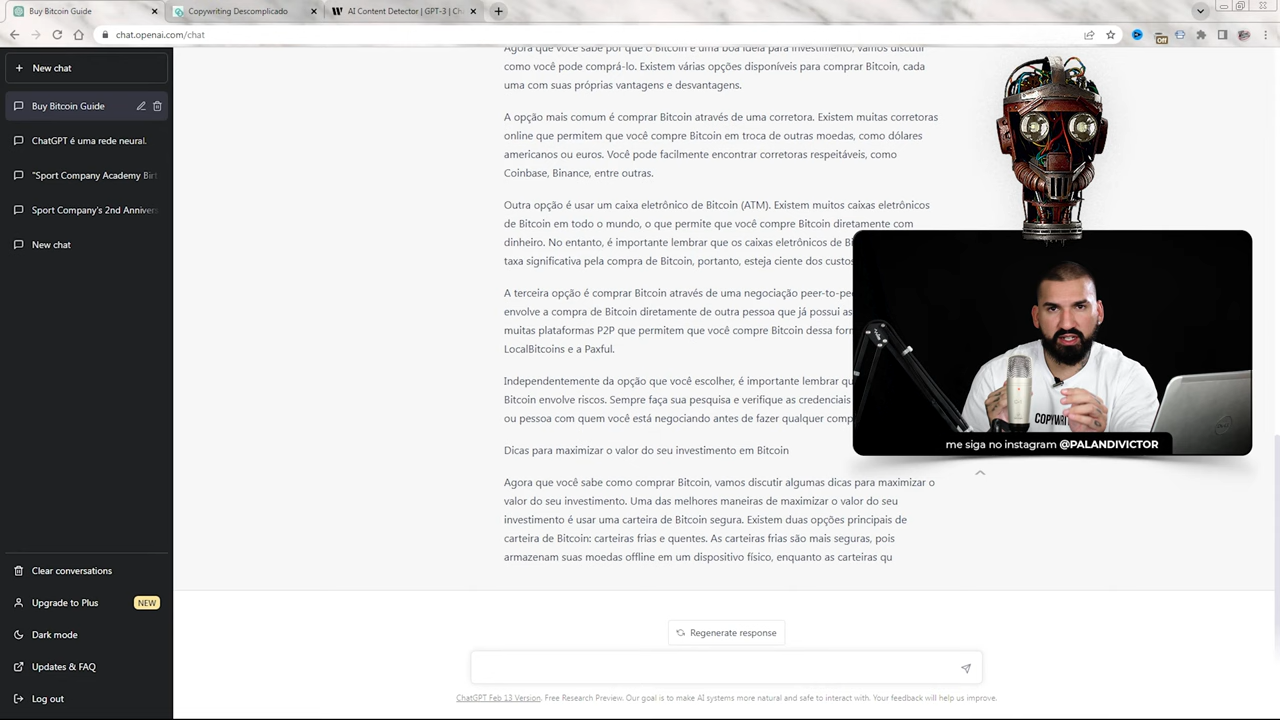 Buy Bitcoin Guide
Copywriting Descomplicado
AI Content Detector | GPT-3 | Ch
chat.openai.com/chat
Off
New chat
Buy Bitcoin Guide
ChatGPT é uma rede neural.
"Sport Company Academy Birt
Sport Company's 2nd Annivers
New chat
Clear conversations
Upgrade to Plus NEW
Dark mode
Updates & FAQ
Log out
Agora que você sabe por que o Bitcoin é uma boa ideia para investimento, vamos discutir
como você pode comprá-lo. Existem várias opções disponíveis para comprar Bitcoin, cada
uma com suas próprias vantagens e desvantagens.
A opção mais comum é comprar Bitcoin através de uma corretora. Existem muitas corretoras
online que permitem que você compre Bitcoin em troca de outras moedas, como dólares
americanos ou euros. Você pode facilmente encontrar corretoras respeitáveis, como
Coinbase, Binance, entre outras.
Outra opção é usar um caixa eletrônico de Bitcoin (ATM). Existem muitos caixas eletrônicos
de Bitcoin em todo o mundo, o que permite que você compre Bitcoin diretamente com
dinheiro. No entanto, é importante lembrar que os caixas eletrônicos de Bi
taxa significativa pela compra de Bitcoin, portanto, esteja ciente dos custos
A terceira opção é comprar Bitcoin através de uma negociação peer-to-pee
envolve a compra de Bitcoin diretamente de outra pessoa que já possui as
muitas plataformas P2P que permitem que você compre Bitcoin dessa form
LocalBitcoins e a Paxful.
Independentemente da opção que você escolher, é importante lembrar qu
Bitcoin envolve riscos. Sempre faça sua pesquisa e verifique as credenciais
ou pessoa com quem você está negociando antes de fazer qualquer comp
Dicas para maximizar o valor do seu investimento em Bitcoin
Agora que você sabe como comprar Bitcoin, vamos discutir algumas dicas para maximizar o
valor do seu investimento. Uma das melhores maneiras de maximizar o valor do seu
investimento é usar uma carteira de Bitcoin segura. Existem duas opções principais de
carteira de Bitcoin: carteiras frias e quentes. As carteiras frias são mais seguras, pois
armazenam suas moedas offline em um dispositivo físico, enquanto as carteiras qu
COPYWRI
me siga no instagram @PALANDIVICTOR
Regenerate response
ChatGPT Feb 13 Version. Free Research Preview. Our goal is to make AI systems more natural and safe to interact with. Your feedback will help us improve.